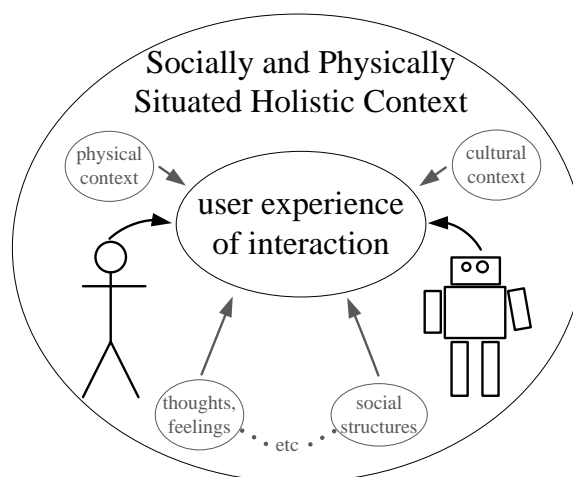 Socially and Physically
Situated Holistic Context
physical
context
cultural
context
user experience
of interaction
thoughts,
feelings
etc
social
structures